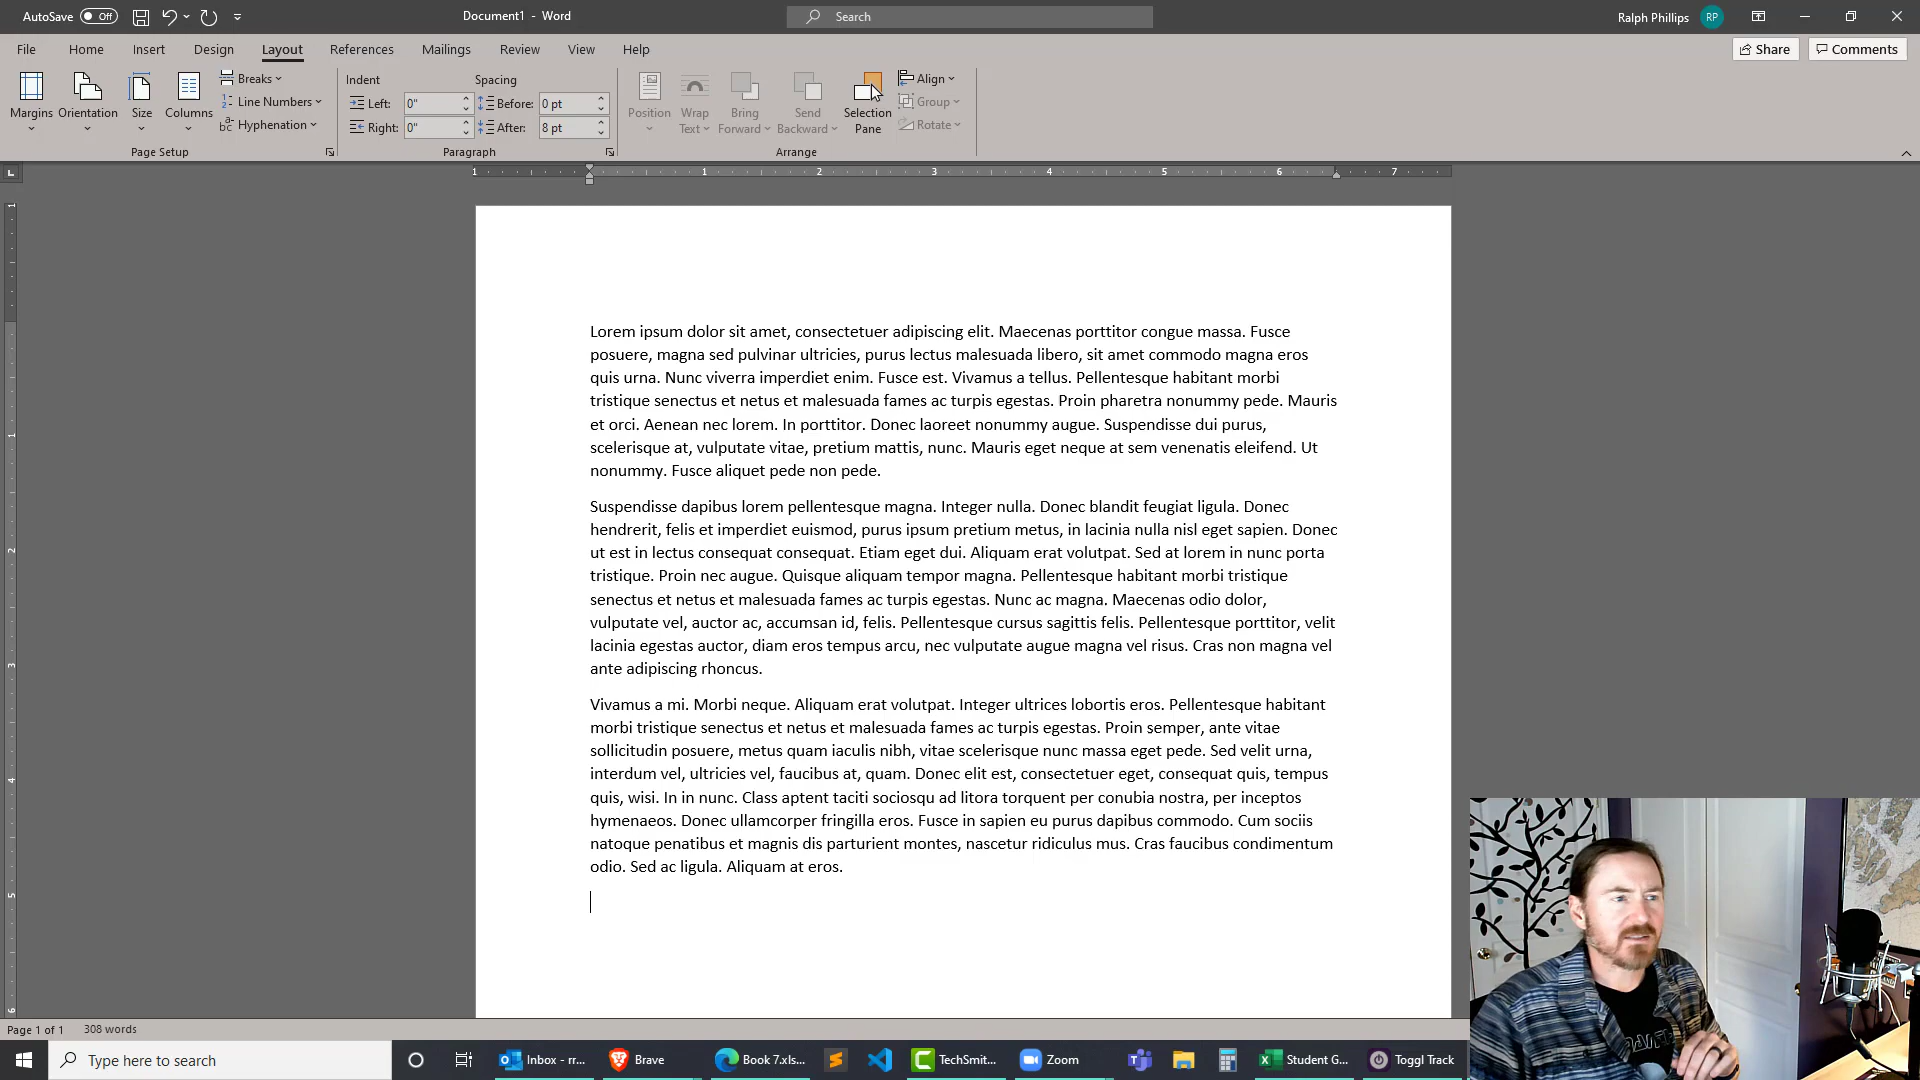 AutoSave Off
Document1 - Word
Search
Ralph Phillips RP
File Home Insert Design Layout References Mailings Review View Help
Share Comments
Margins Orientation Size Columns
Breaks
Line Numbers
Hyphenation
Page Setup
Indent
Left: 0"
Right: 0"
Spacing
Before: 0 pt
After: 8 pt
Paragraph
Position
Wrap Text
Bring Forward
Send Backward
Selection Pane
Align
Group
Rotate
Arrange
1 1 2 3 4 5 6 7
Lorem ipsum dolor sit amet, consectetuer adipiscing elit. Maecenas porttitor congue massa. Fusce
posuere, magna sed pulvinar ultricies, purus lectus malesuada libero, sit amet commodo magna eros
quis urna. Nunc viverra imperdiet enim. Fusce est. Vivamus a tellus. Pellentesque habitant morbi
tristique senectus et netus et malesuada fames ac turpis egestas. Proin pharetra nonummy pede. Mauris
et orci. Aenean nec lorem. In porttitor. Donec laoreet nonummy augue. Suspendisse dui purus,
scelerisque at, vulputate vitae, pretium mattis, nunc. Mauris eget neque at sem venenatis eleifend. Ut
nonummy. Fusce aliquet pede non pede.
Suspendisse dapibus lorem pellentesque magna. Integer nulla. Donec blandit feugiat ligula. Donec
hendrerit, felis et imperdiet euismod, purus ipsum pretium metus, in lacinia nulla nisl eget sapien. Donec
ut est in lectus consequat consequat. Etiam eget dui. Aliquam erat volutpat. Sed at lorem in nunc porta
tristique. Proin nec augue. Quisque aliquam tempor magna. Pellentesque habitant morbi tristique
senectus et netus et malesuada fames ac turpis egestas. Nunc ac magna. Maecenas odio dolor,
vulputate vel, auctor ac, accumsan id, felis. Pellentesque cursus sagittis felis. Pellentesque porttitor, velit
lacinia egestas auctor, diam eros tempus arcu, nec vulputate augue magna vel risus. Cras non magna vel
ante adipiscing rhoncus.
Vivamus a mi. Morbi neque. Aliquam erat volutpat. Integer ultrices lobortis eros. Pellentesque habitant
morbi tristique senectus et netus et malesuada fames ac turpis egestas. Proin semper, ante vitae
sollicitudin posuere, metus quam iaculis nibh, vitae scelerisque nunc massa eget pede. Sed velit urna,
interdum vel, ultricies vel, faucibus at, quam. Donec elit est, consectetuer eget, consequat quis, tempus
quis, wisi. In in nunc. Class aptent taciti sociosqu ad litora torquent per conubia nostra, per inceptos
hymenaeos. Donec ullamcorper fringilla eros. Fusce in sapien eu purus dapibus commodo. Cum sociis
natoque penatibus et magnis dis parturient montes, nascetur ridiculus mus. Cras faucibus condimentum
odio. Sed ac ligula. Aliquam at eros.
Page 1 of 1 308 words
Type here to search
Inbox - rr... Brave Book 7.xls... TechSmit... Zoom Student G... Toggl Track